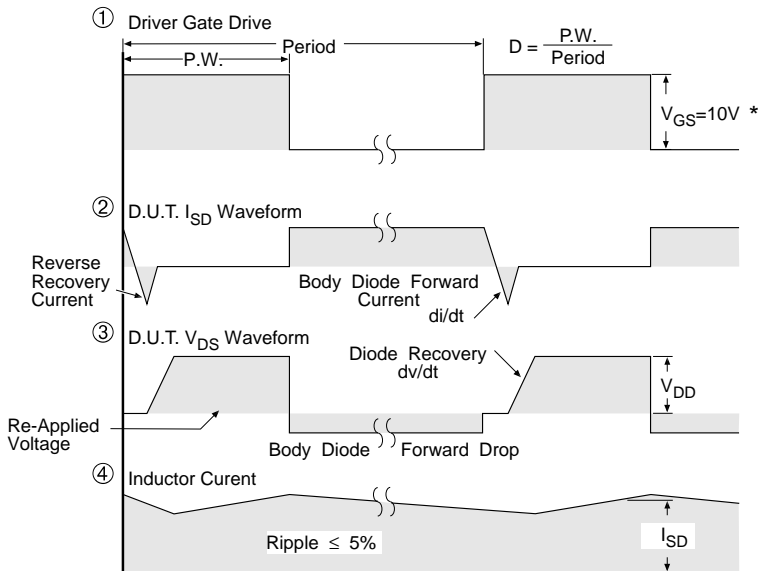 ① Driver Gate Drive
Period
P.W.
D = P.W.
Period
V_GS=10V *
② D.U.T. I_SD Waveform
Reverse
Recovery
Current
Body Diode Forward
Current
di/dt
③ D.U.T. V_DS Waveform
Diode Recovery
dv/dt
V_DD
Re-Applied
Voltage
Body Diode Forward Drop
④ Inductor Curent
Ripple ≤ 5%
I_SD